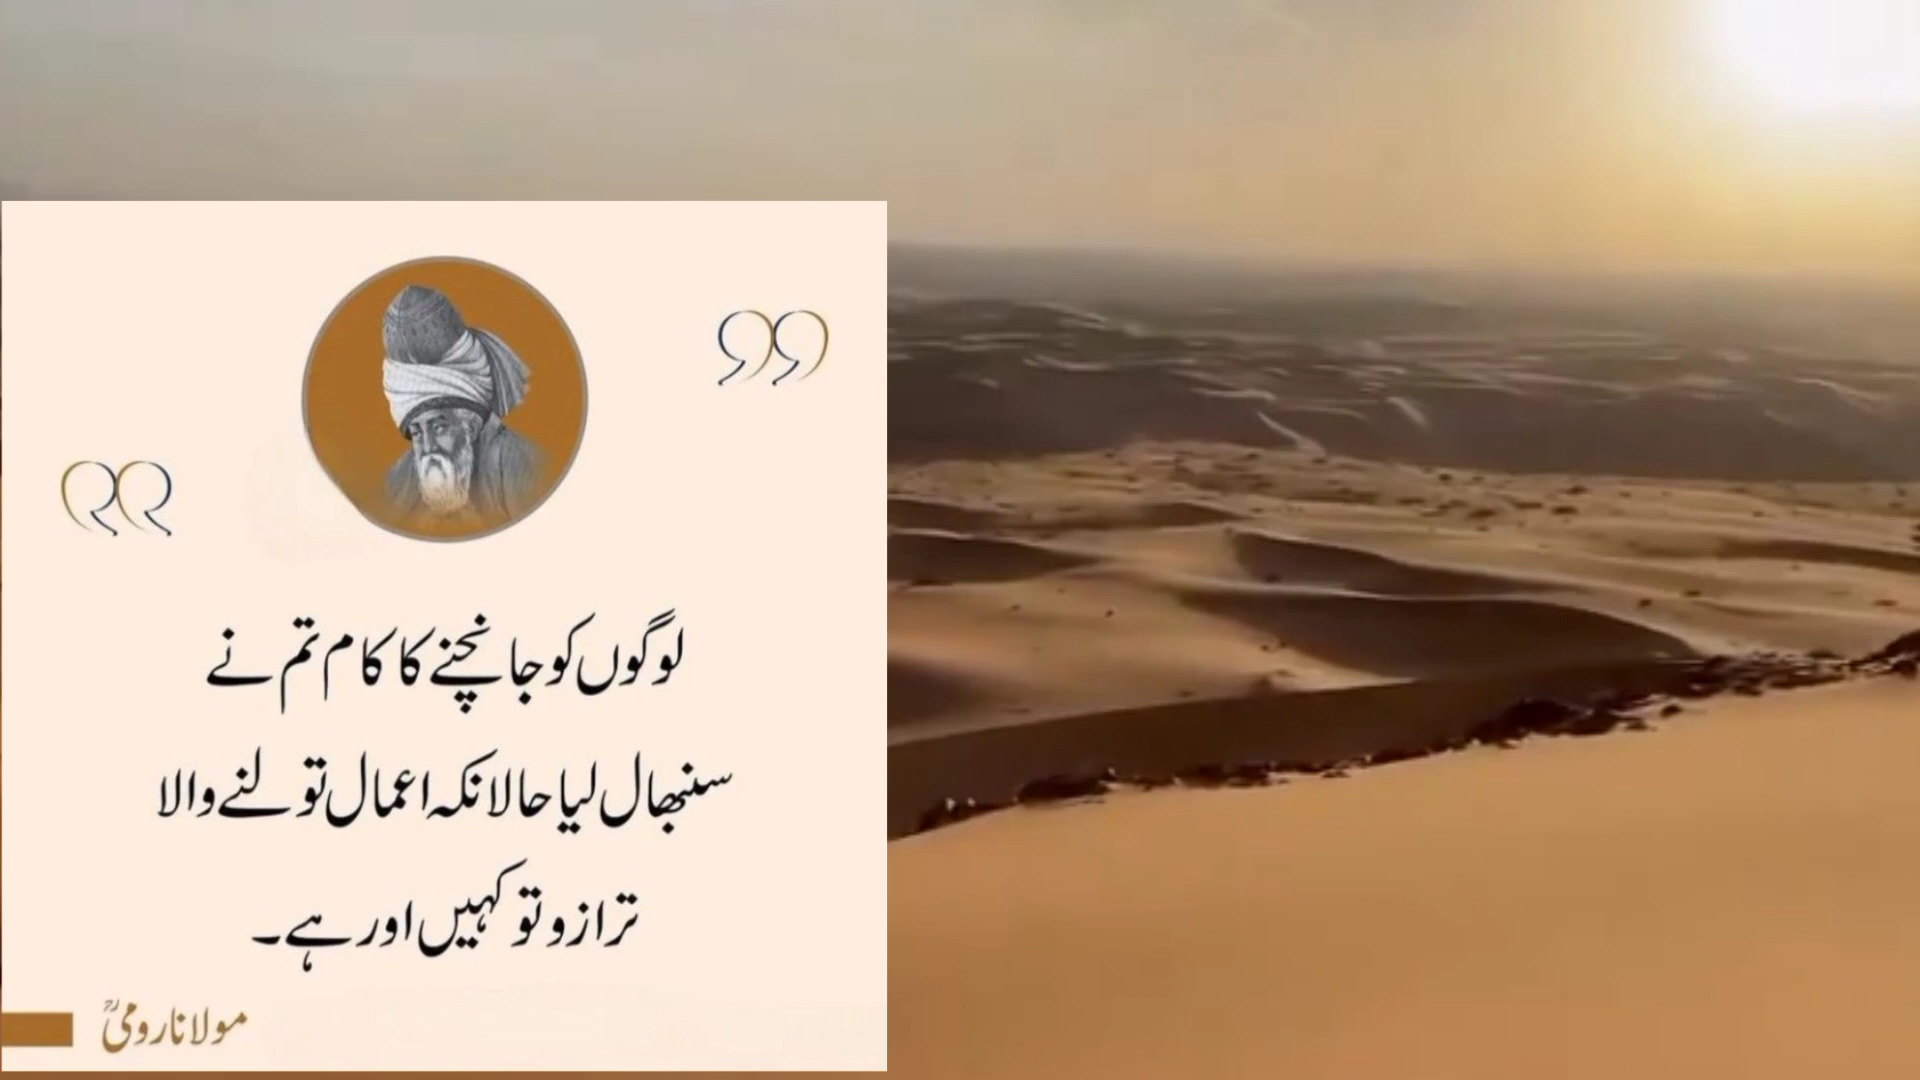 لوگوں کو جانچنے کا کام تم نے
سنبھال لیا حالانکہ اعمال تولنے والا
ترازو تو کہیں اور ہے۔
مولانا رومیؒ